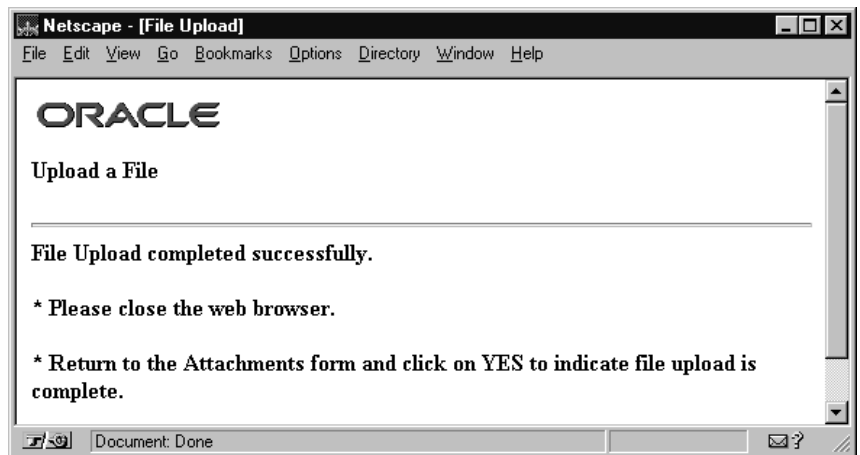 Netscape - [File Upload]
File Edit View Go Bookmarks Options Directory Window Help
ORACLE
Upload a File
File Upload completed successfully.
* Please close the web browser.
* Return to the Attachments form and click on YES to indicate file upload is
complete.
Document: Done